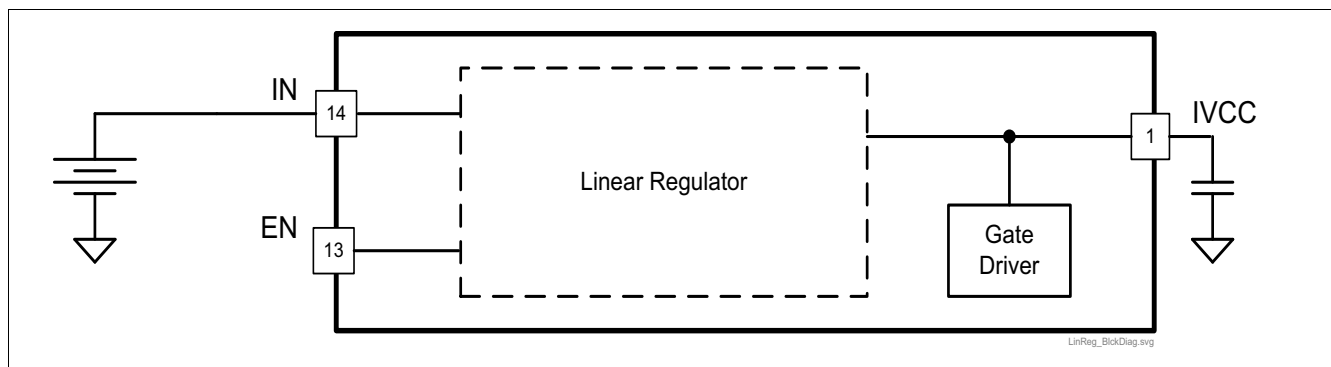 IN
14
Linear Regulator
1
IVCC
EN
13
Gate
Driver
LinReg_BlckDiag.svg